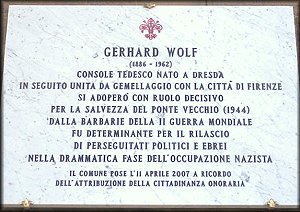 GERHARD WOLF
(1886 - 1962)
CONSOLE TEDESCO NATO A DRESDA
IN SEGUITO UNITA DA GEMELLAGGIO CON LA CITTÀ DI FIRENZE
SI ADOPERÒ CON RUOLO DECISIVO
PER LA SALVEZZA DEL PONTE VECCHIO (1944)
DALLA BARBARIE DELLA II GUERRA MONDIALE
FU DETERMINANTE PER IL RILASCIO
DI PERSEGUITATI POLITICI E EBREI
NELLA DRAMMATICA FASE DELL'OCCUPAZIONE NAZISTA
IL COMUNE POSE L'11 APRILE 2007 A RICORDO
DELL'ATTRIBUZIONE DELLA CITTADINANZA ONORARIA